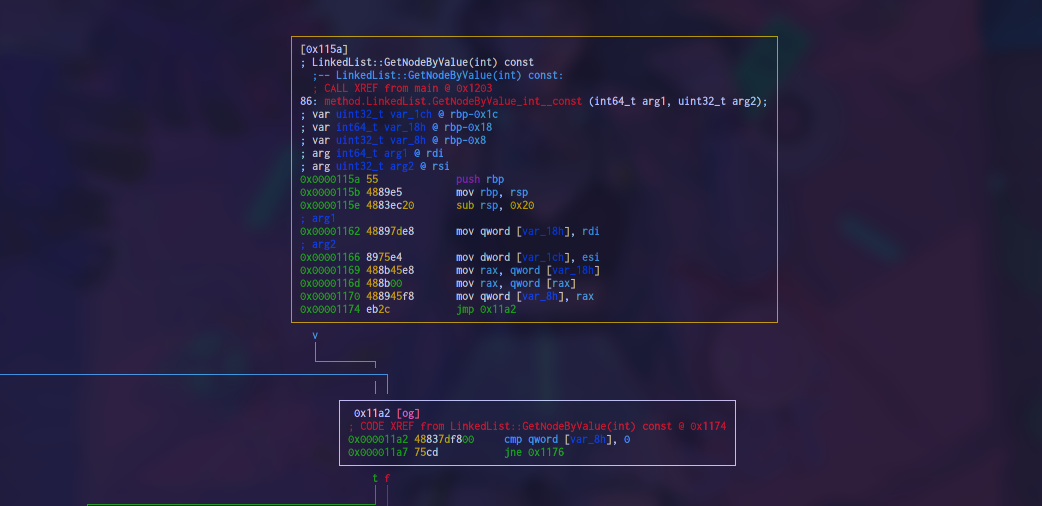 [0x115a]
; LinkedList::GetNodeByValue(int) const
;-- LinkedList::GetNodeByValue(int) const:
; CALL XREF from main @ 0x1203
86: method.LinkedList.GetNodeByValue_int__const (int64_t arg1, uint32_t arg2);
; var uint32_t var_1ch @ rbp-0x1c
; var int64_t var_18h @ rbp-0x18
; var uint32_t var_8h @ rbp-0x8
; arg int64_t arg1 @ rdi
; arg uint32_t arg2 @ rsi
0x0000115a 55 push rbp
0x0000115b 4889e5 mov rbp, rsp
0x0000115e 4883ec20 sub rsp, 0x20
; arg1
0x00001162 48897de8 mov qword [var_18h], rdi
; arg2
0x00001166 8975e4 mov dword [var_1ch], esi
0x00001169 488b45e8 mov rax, qword [var_18h]
0x0000116d 488b00 mov rax, qword [rax]
0x00001170 488945f8 mov qword [var_8h], rax
0x00001174 eb2c jmp 0x11a2
v
0x11a2 [og]
; CODE XREF from LinkedList::GetNodeByValue(int) const @ 0x1174
0x000011a2 48837df800 cmp qword [var_8h], 0
0x000011a7 75cd jne 0x1176
t f